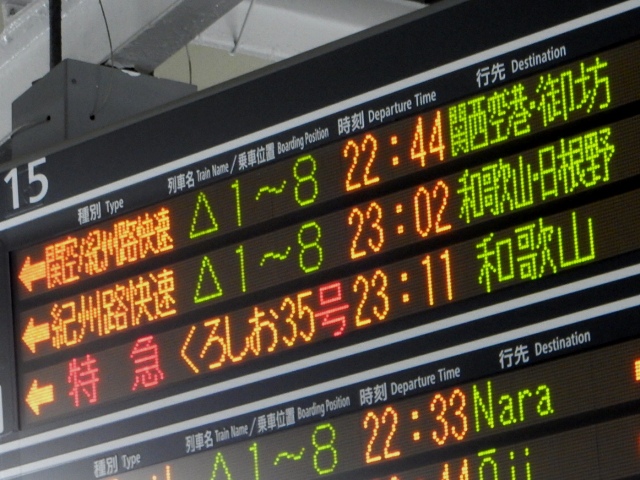 15 種別 Type 列車名 Train Name / 乗車位置 Boarding Position 時刻 Departure Time 行先 Destination
←関空/紀州路快速 △1~8 22:44 関西空港・御坊
←紀州路快速 △1~8 23:02 和歌山・日根野
←特急 くろしお35号 23:11 和歌山
種別 Type 列車名 Train Name / 乗車位置 Boarding Position 時刻 Departure Time 行先 Destination
△1~8 22:33 Nara